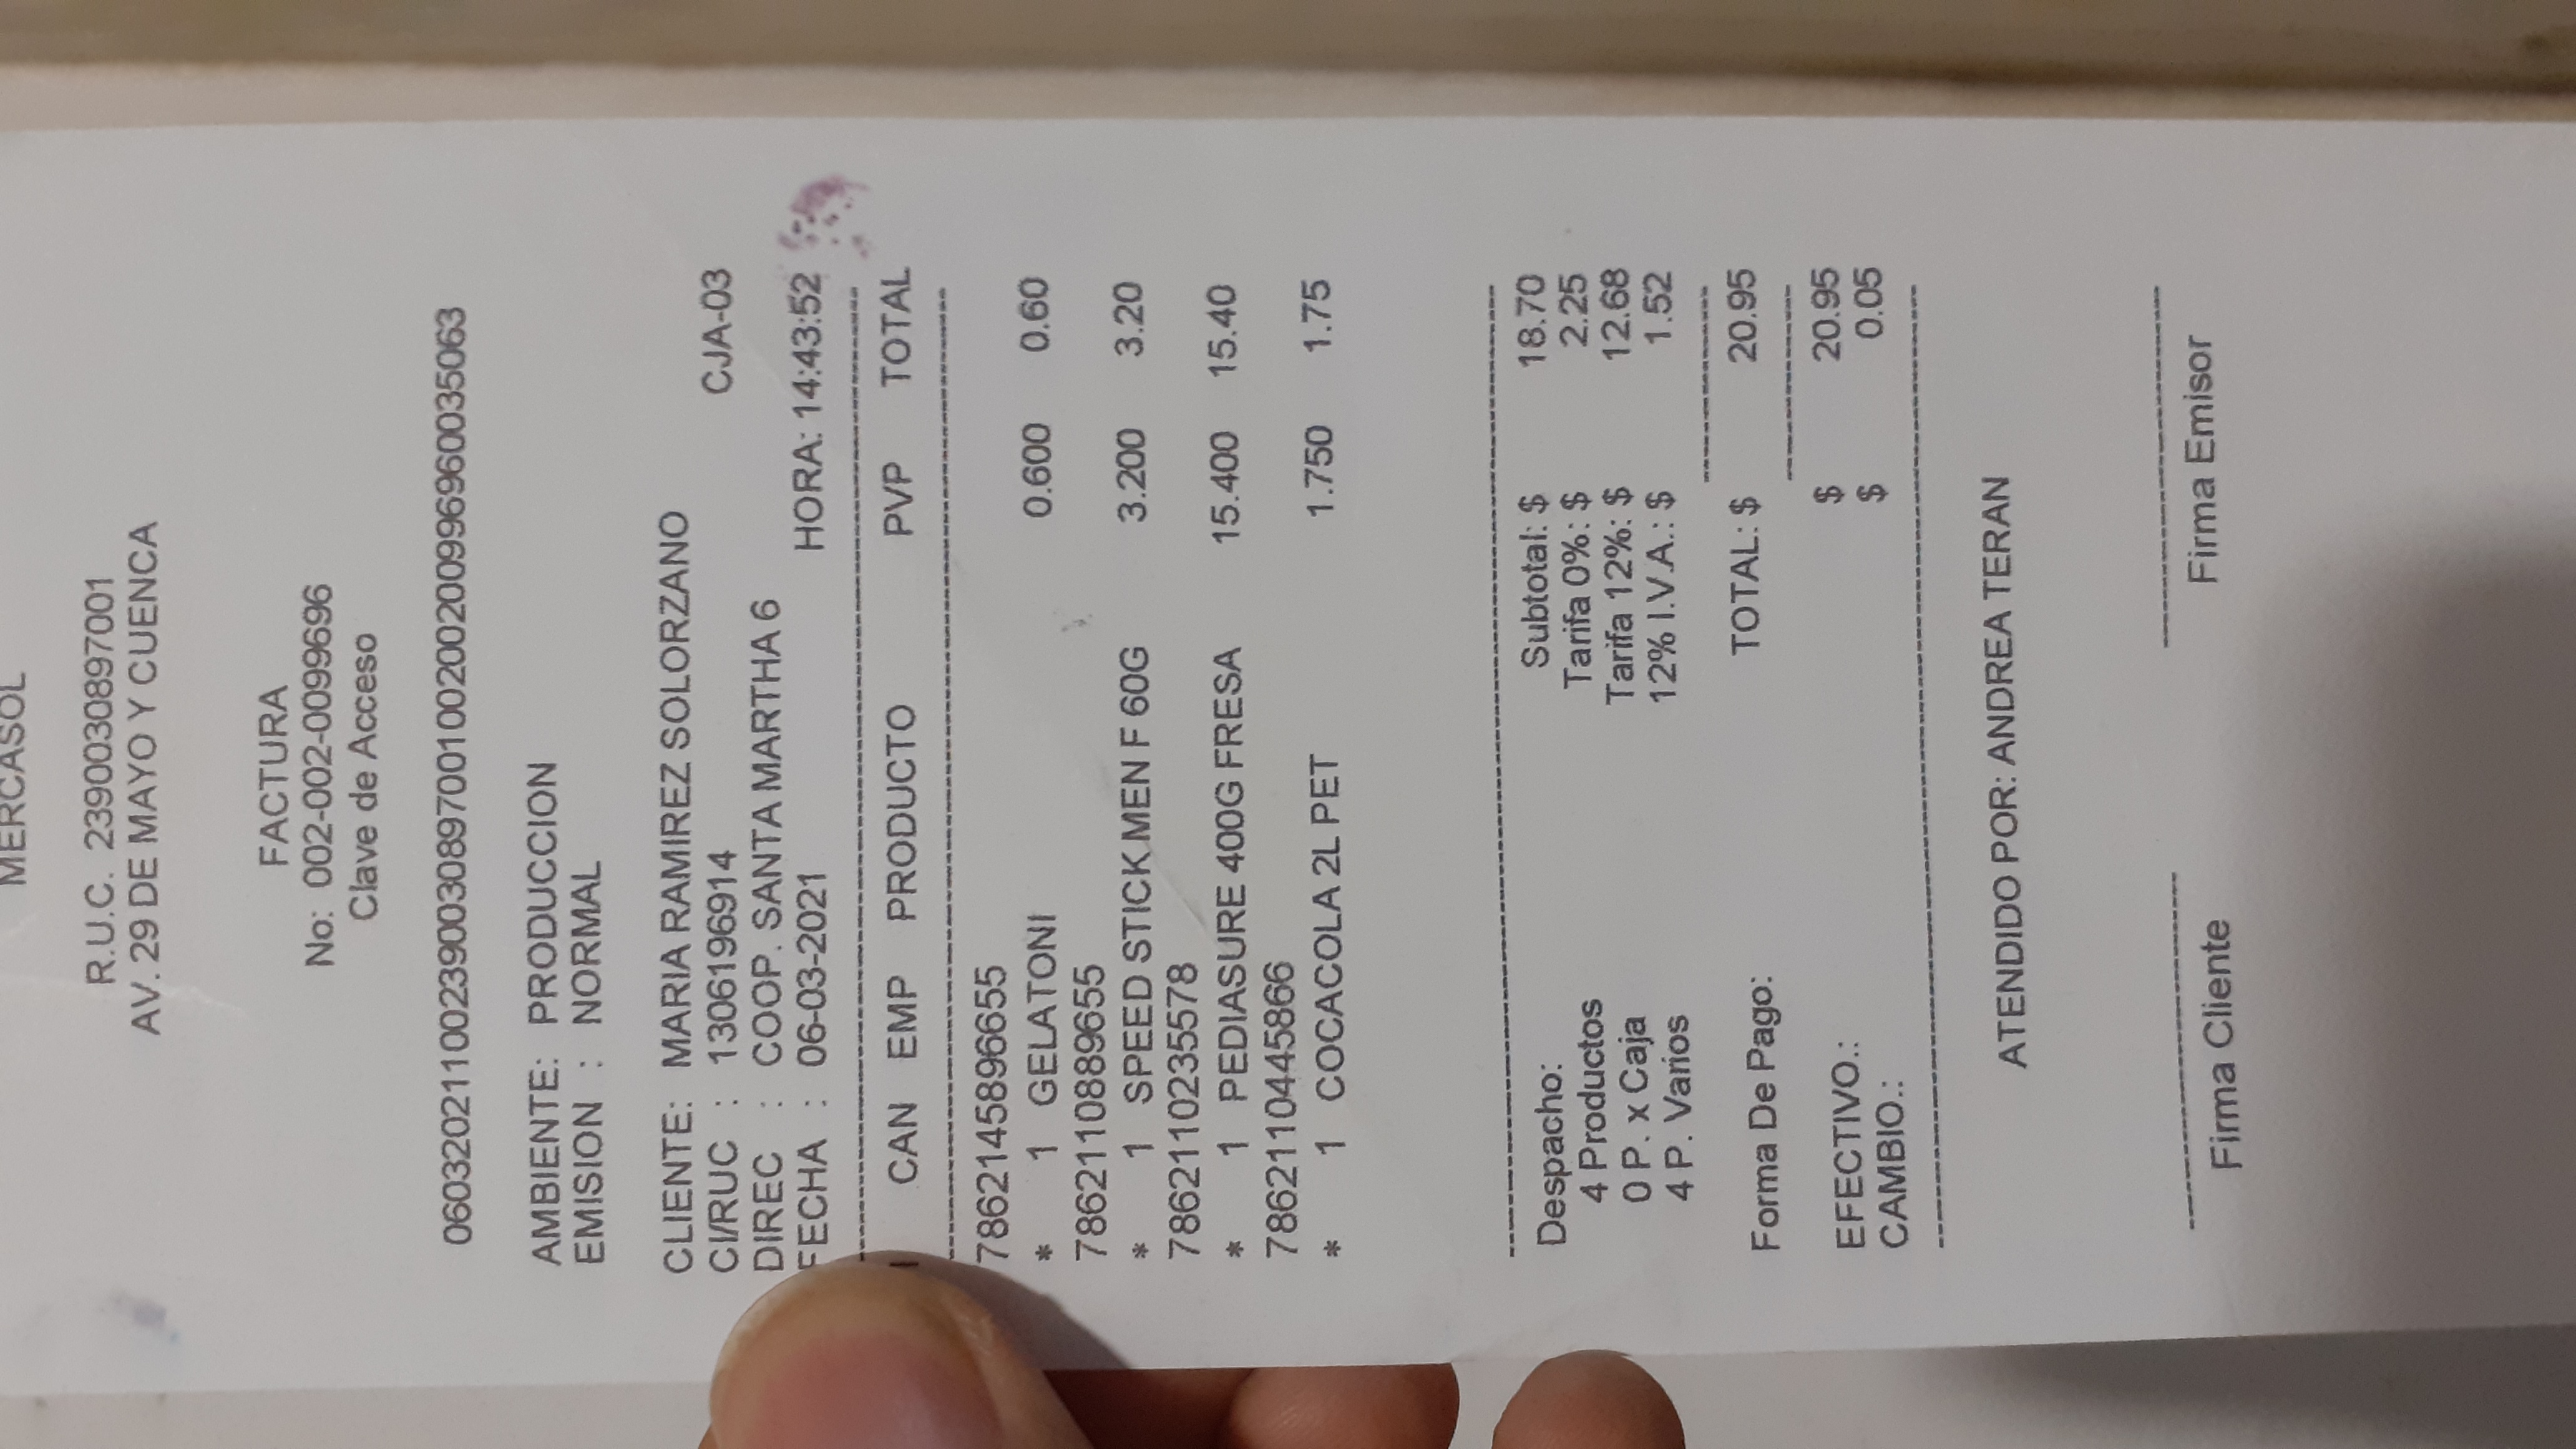 MERCASOL
R.U.C. 2390030897001
AV. 29 DE MAYO Y CUENCA
FACTURA
No: 002-002-0099696
Clave de Acceso
06032021100239003089700100200200996960035063
AMBIENTE: PRODUCCION
EMISION : NORMAL
CLIENTE: MARIA RAMIREZ SOLORZANO
CI/RUC : 1306196914 CJA-03
DIREC : COOP. SANTA MARTHA 6
FECHA : 06-03-2021 HORA: 14:43:52
CAN EMP PRODUCTO PVP TOTAL
7862145896655
* 1 GELATONI 0.600 0.60
7862110889655
* 1 SPEED STICK MEN F 60G 3.200 3.20
7862110235578
* 1 PEDIASURE 400G FRESA 15.400 15.40
7862110445866
* 1 COCACOLA 2L PET 1.750 1.75
Despacho: Subtotal: $ 18.70
4 Productos Tarifa 0%: $ 2.25
0 P. x Caja Tarifa 12%: $ 12.68
4 P. Varios 12% I.V.A.: $ 1.52
Forma De Pago: TOTAL: $ 20.95
EFECTIVO.: $ 20.95
CAMBIO.: $ 0.05
ATENDIDO POR: ANDREA TERAN
Firma Cliente Firma Emisor